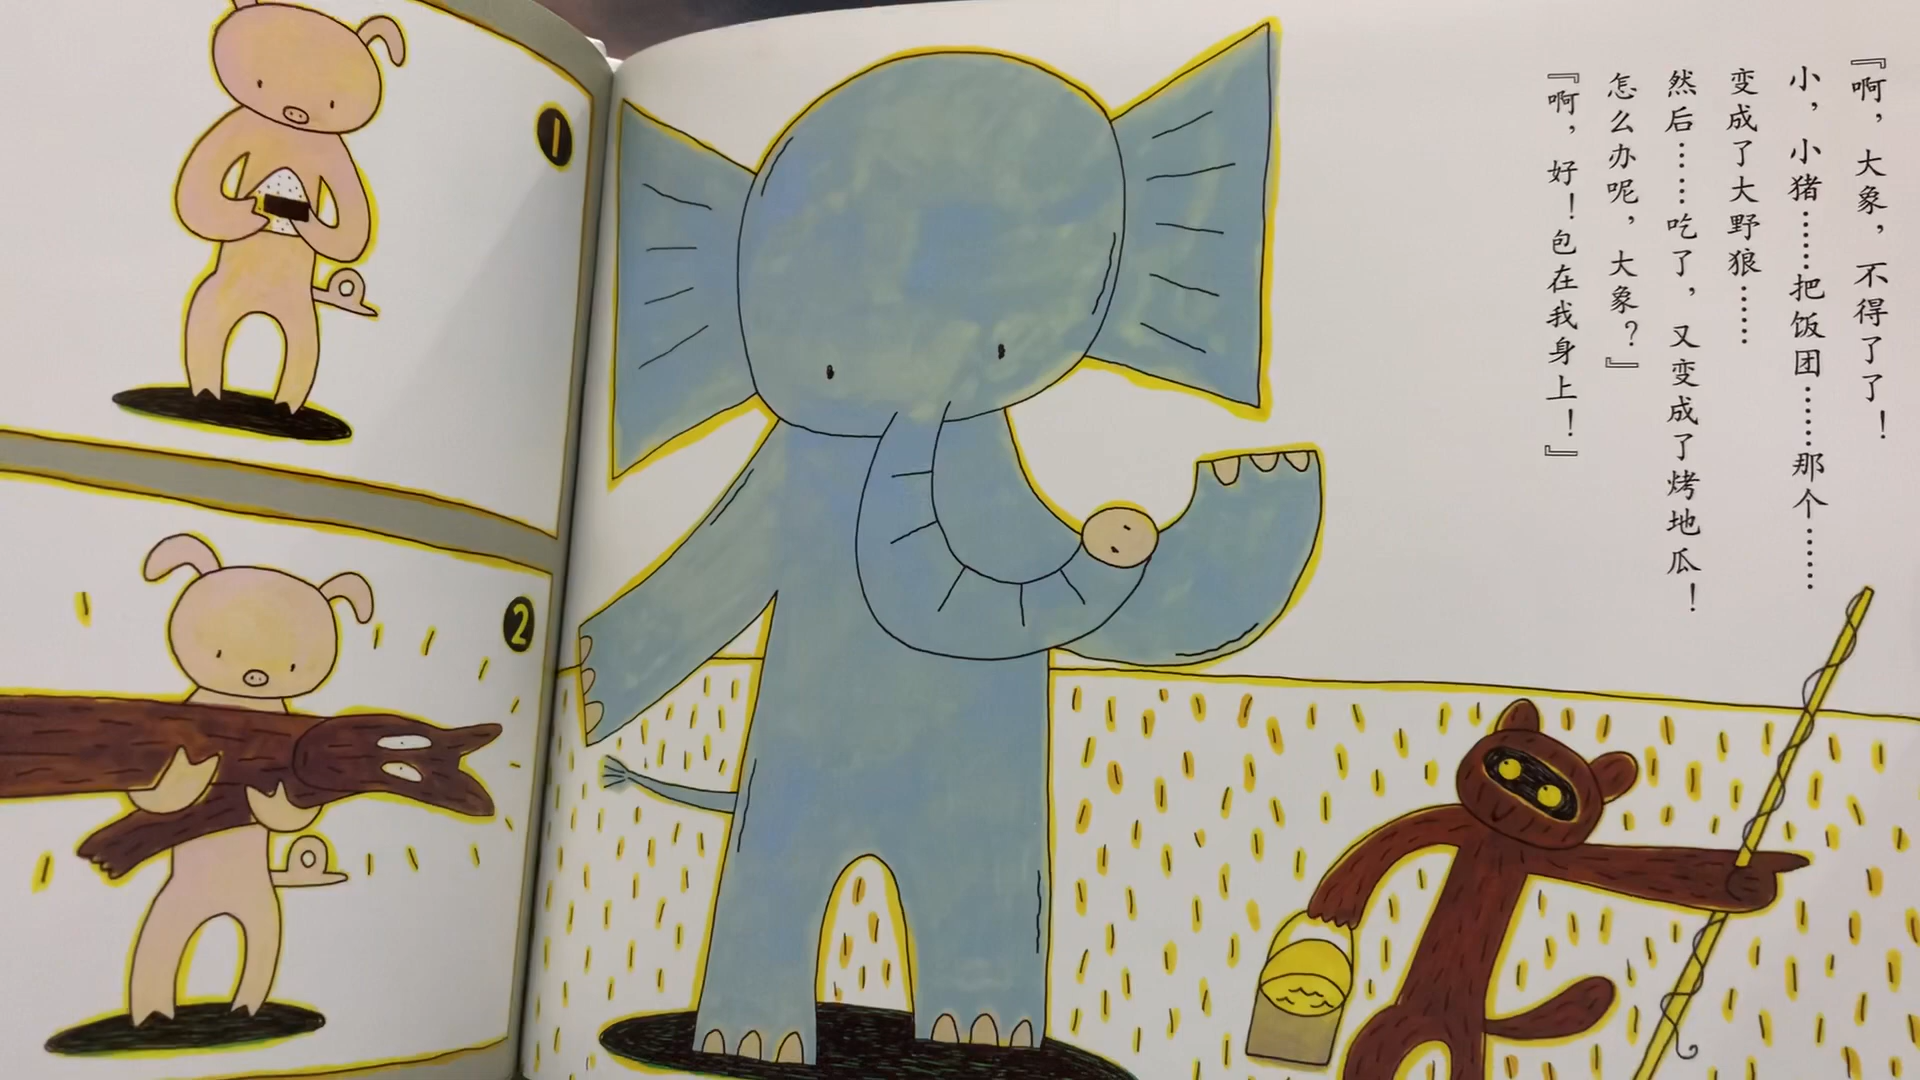 『啊，大象，不得了了！
小，小猪……把饭团……那个……
变成了大野狼……
然后……吃了，又变成了烤地瓜！
怎么办呢，大象？』
『啊，好！包在我身上！』
1
2